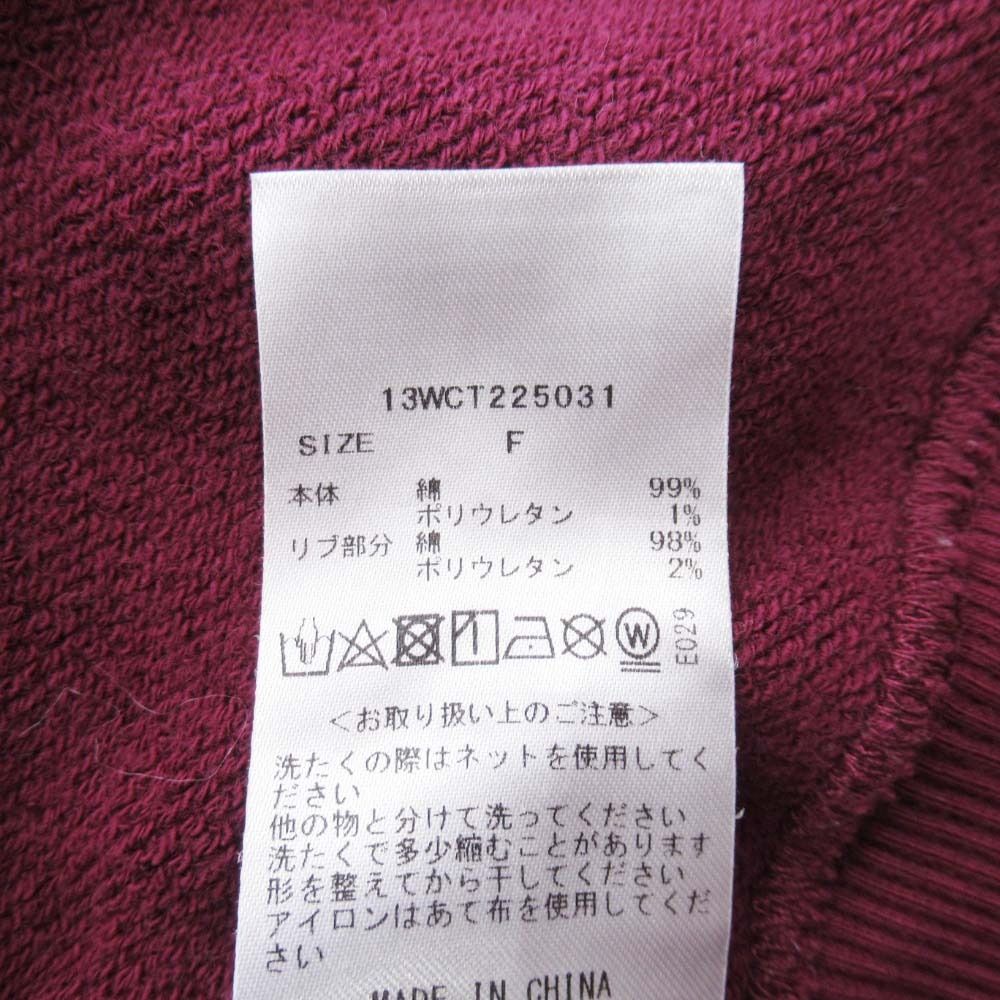 13WCT225031
SIZE F
本体 綿 99%
ポリウレタン 1%
リブ部分 綿 98%
ポリウレタン 2%
W E029
<お取り扱い上のご注意>
洗たくの際はネットを使用してく
ださい
他の物と分けて洗ってください
洗たくで多少縮むことがあります
形を整えてから干してください
アイロンはあて布を使用してくだ
さい
MADE IN CHINA